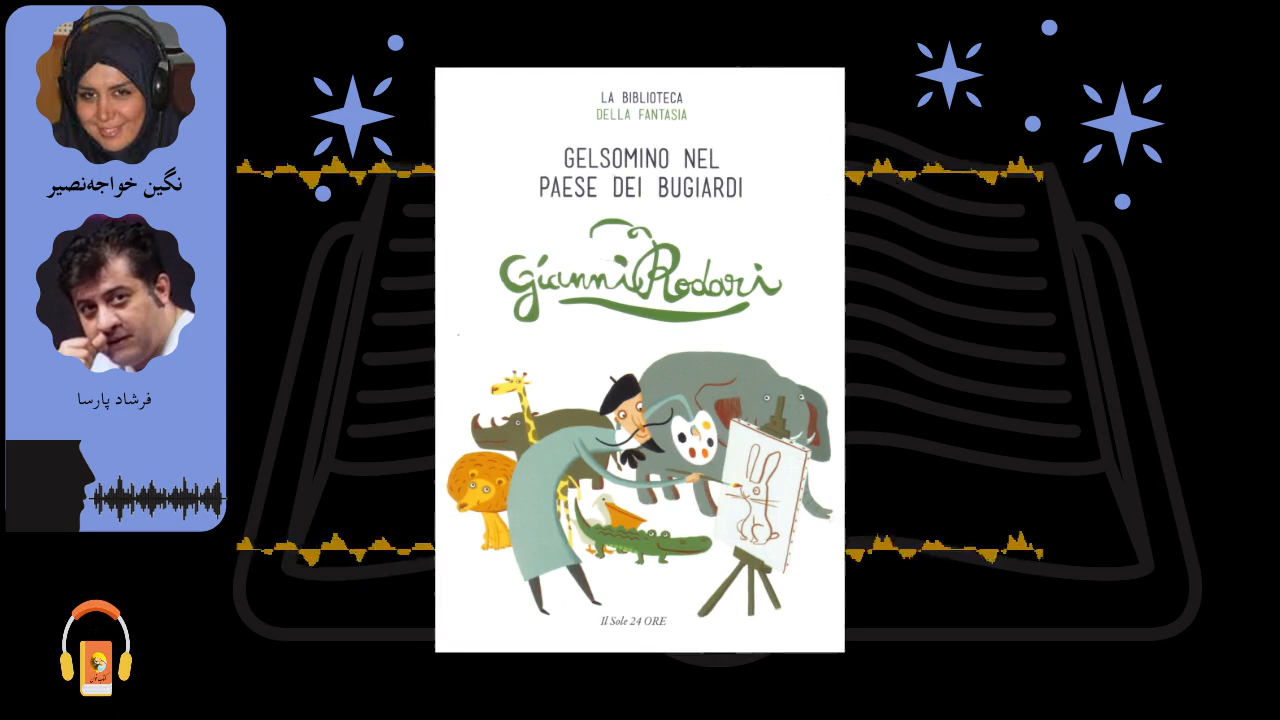 نگین خواجه‌نصیر
فرشاد پارسا
LA BIBLIOTECA
DELLA FANTASIA
GELSOMINO NEL
PAESE DEI BUGIARDI
Gianni Rodari
Il Sole 24 ORE